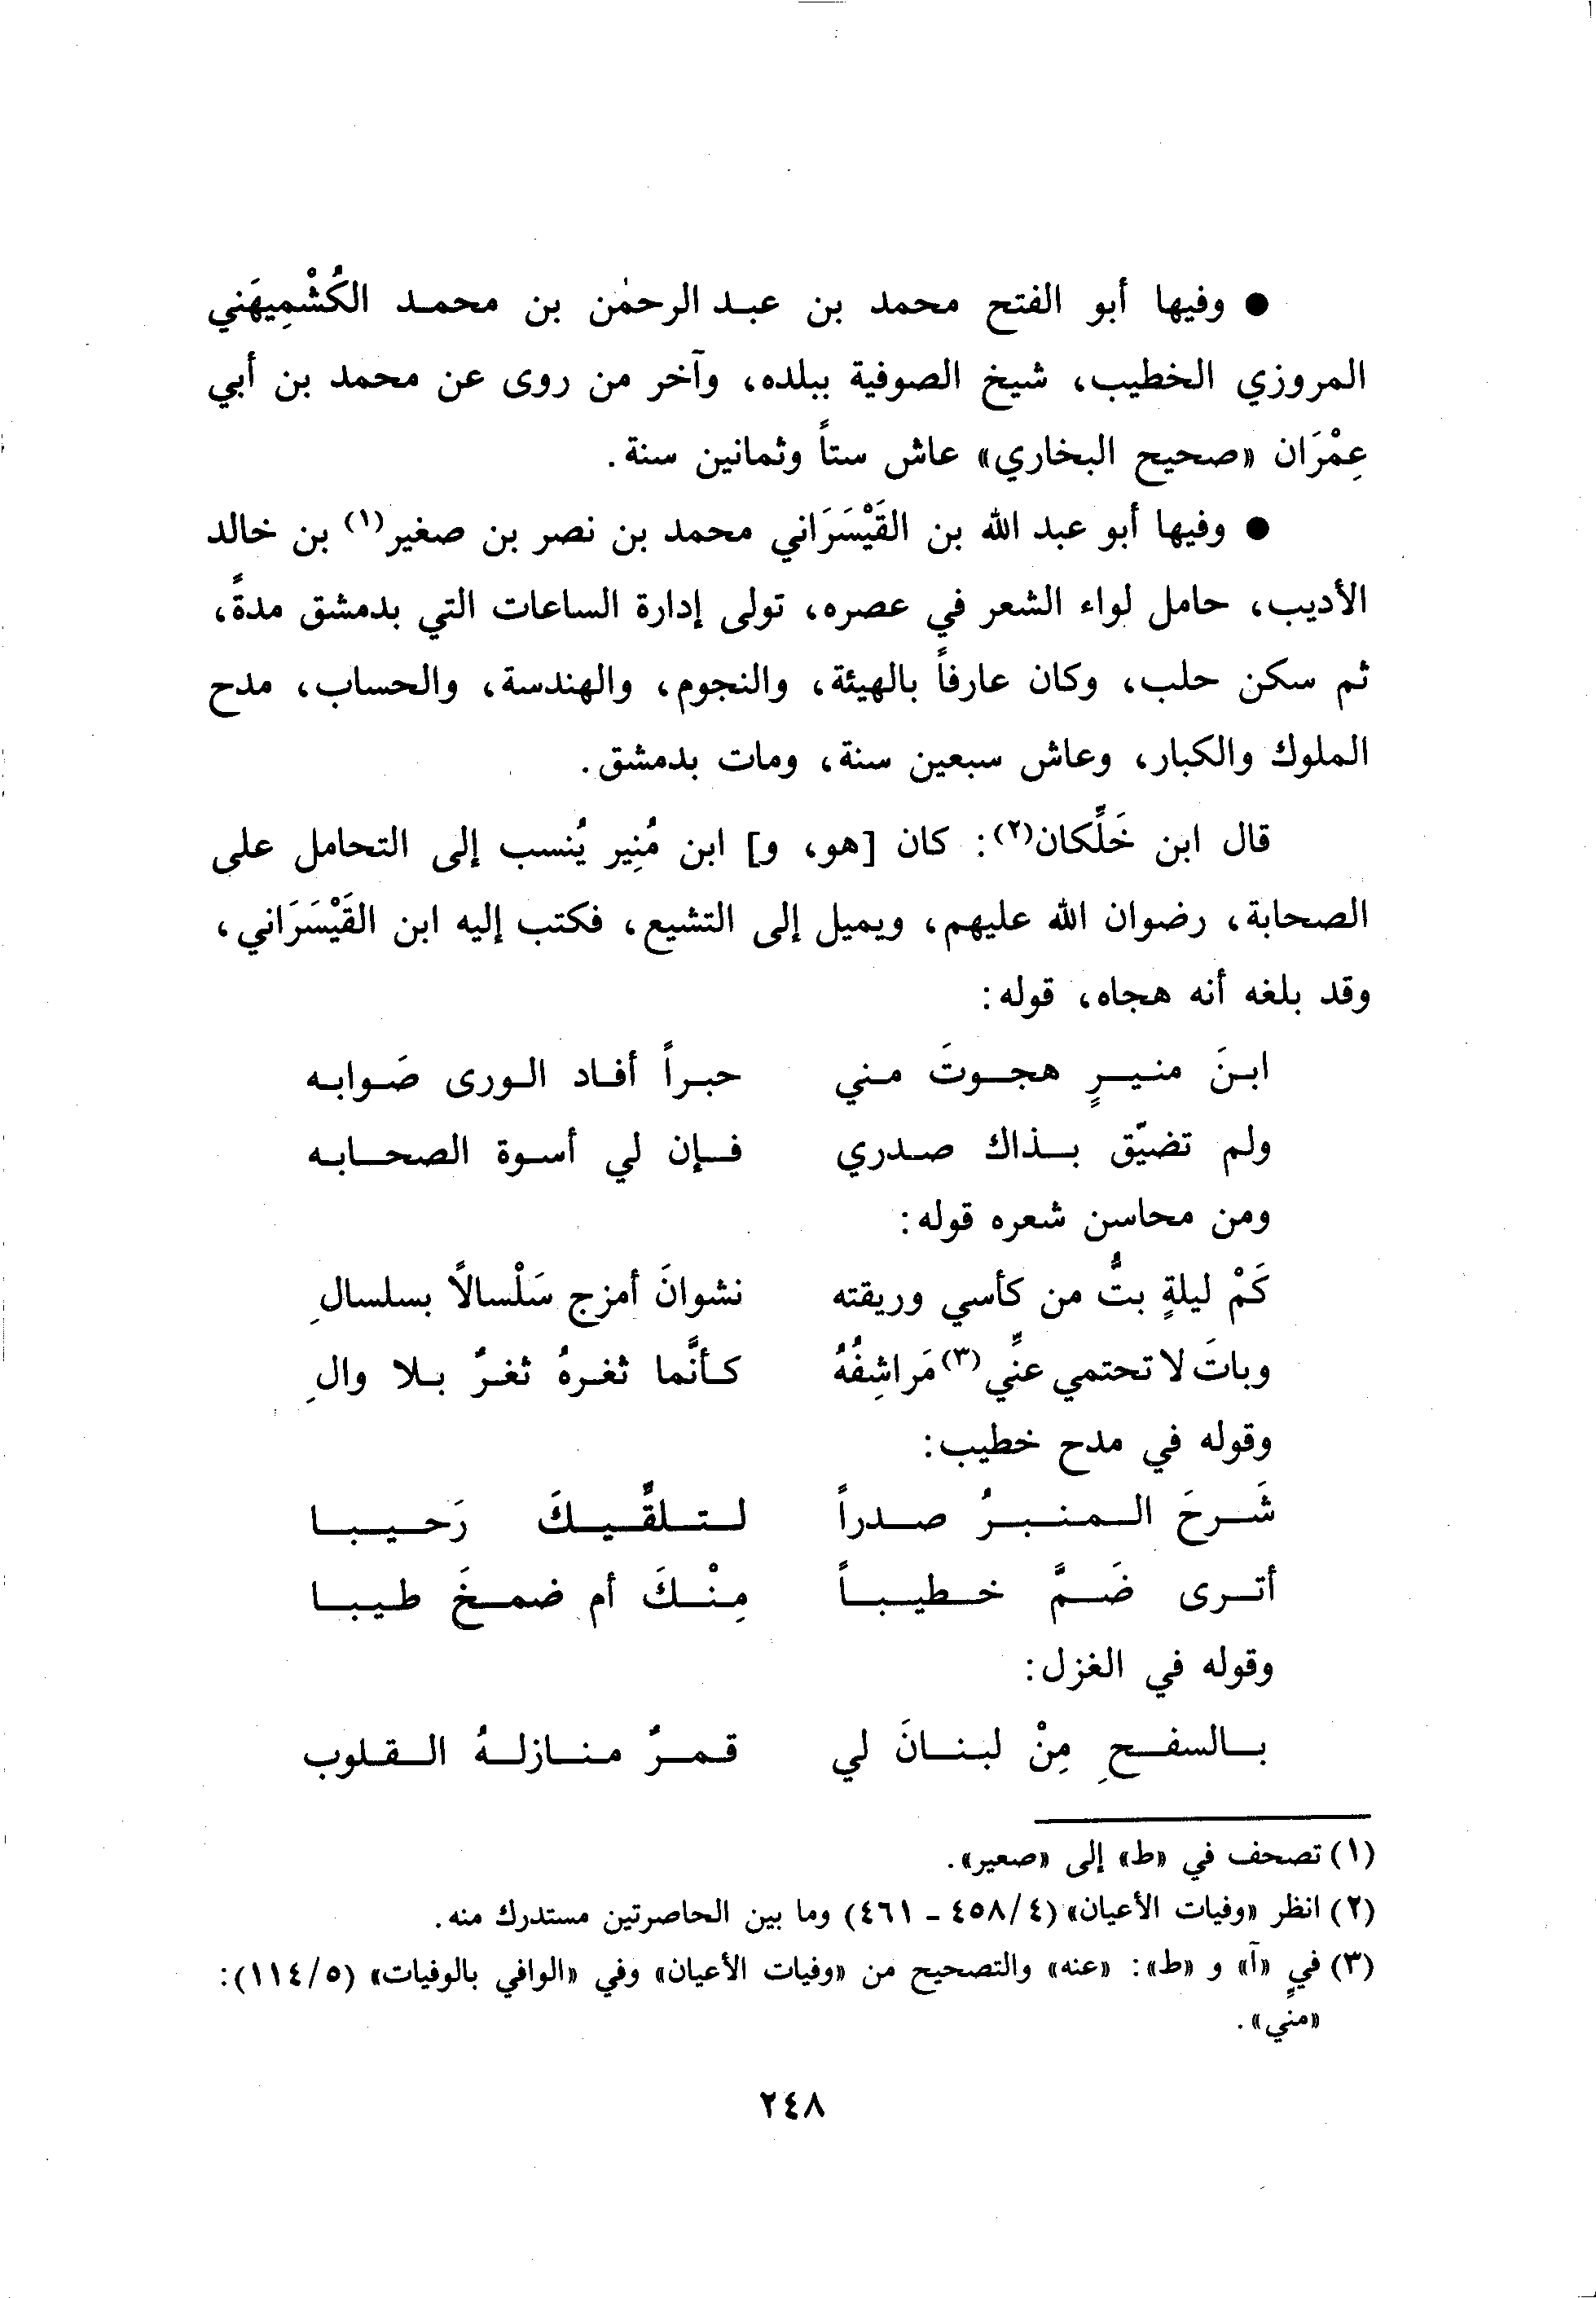 ● وفيها أبو الفتح محمد بن عبد الرحمٰن بن محمد الكُشْمِيهَني
المروزي الخطيب، شيخ الصوفية ببلده، وآخر من روى عن محمد بن أبي
عِمْرَان «صحيح البخاري» عاش ستاً وثمانين سنة.
● وفيها أبو عبد الله بن القَيْسَرَاني محمد بن نصر بن صغير(١) بن خالد
الأديب، حامل لواء الشعر في عصره، تولى إدارة الساعات التي بدمشق مدةً،
ثم سكن حلب، وكان عارفاً بالهيئة، والنجوم، والهندسة، والحساب، مدح
الملوك والكبار، وعاش سبعين سنة، ومات بدمشق.
قال ابن خَلِّكان(٢): كان [هو، و] ابن مُنِير يُنسب إلى التحامل على
الصحابة، رضوان الله عليهم، ويميل إلى التشيع، فكتب إليه ابن القَيْسَرَاني،
وقد بلغه أنه هجاه، قوله:
ابنَ منيرٍ هجوتَ مني حبراً أفاد الورى صَوابه
ولم تضيّق بذاك صدري فإن لي أسوة الصحابه
ومن محاسن شعره قوله:
كَمْ ليلةٍ بتُّ من كأسي وريقته نشوانَ أمزج سَلْسالاً بسلسالِ
وباتَ لا تحتمي عنِّي(٣) مَراشِفُهُ كأنَّما ثغرهُ ثغرٌ بلا والِ
وقوله في مدح خطيب:
شَرحَ المنبرُ صدراً لتلقِّيكَ رَحيبا
أترى ضَمَّ خطيباً مِنْكَ أم ضمخَ طيبا
وقوله في الغزل:
بالسفحِ مِنْ لبنانَ لي قمرٌ منازلهُ القلوب
(١) تصحف في «ط» إلى «صعير».
(٢) انظر «وفيات الأعيان» (٤/٤٥٨ - ٤٦١) وما بين الحاصرتين مستدرك منه.
(٣) في «آ» و «ط»: «عنه» والتصحيح من «وفيات الأعيان» وفي «الوافي بالوفيات» (٥/١١٤):
«منِّي».
٢٤٨